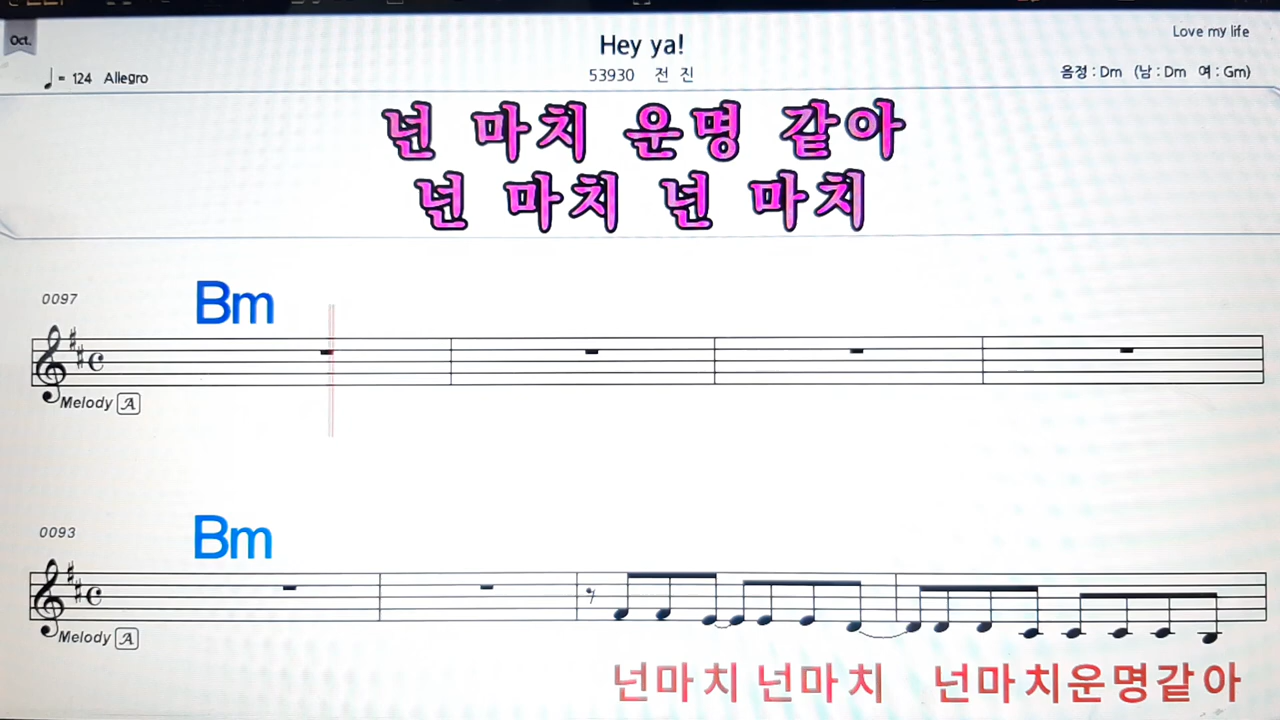 Oct.
Hey ya!
Love my life
♩= 124 Allegro
53930 전 진
음정 : Dm (남 : Dm 여 : Gm)
넌 마치 운명 같아
넌 마치 넌 마치
0097
Bm
Melody A
0093
Bm
Melody A
넌마치 넌마치 넌마치운명같아